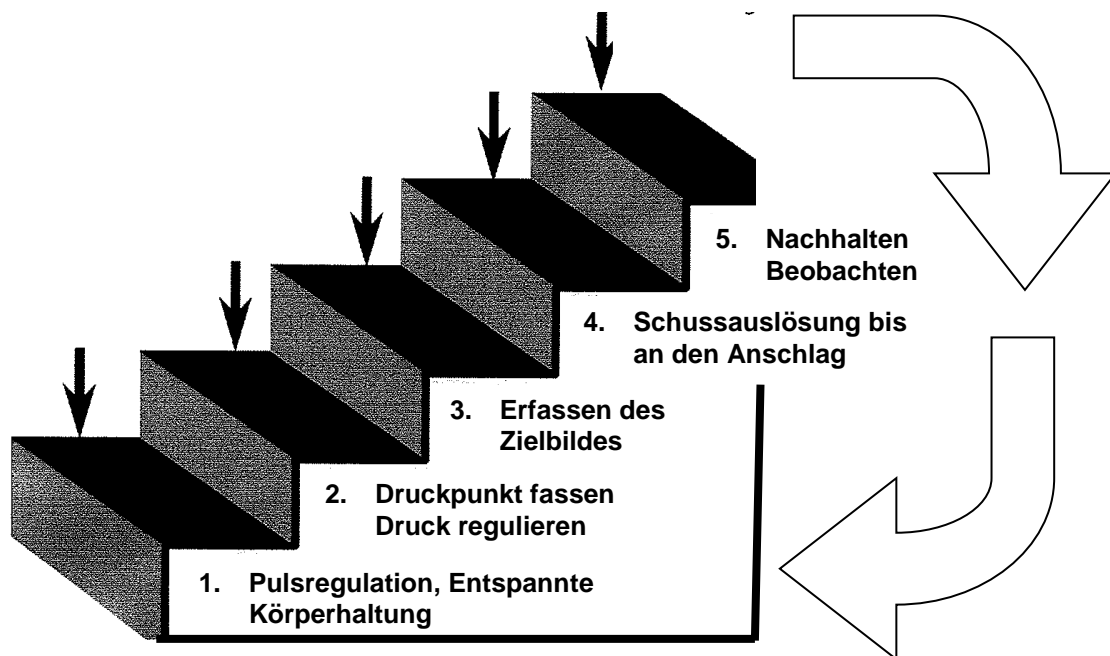 5. Nachhalten
Beobachten
4. Schussauslösung bis
an den Anschlag
3. Erfassen des
Zielbildes
2. Druckpunkt fassen
Druck regulieren
1. Pulsregulation, Entspannte
Körperhaltung